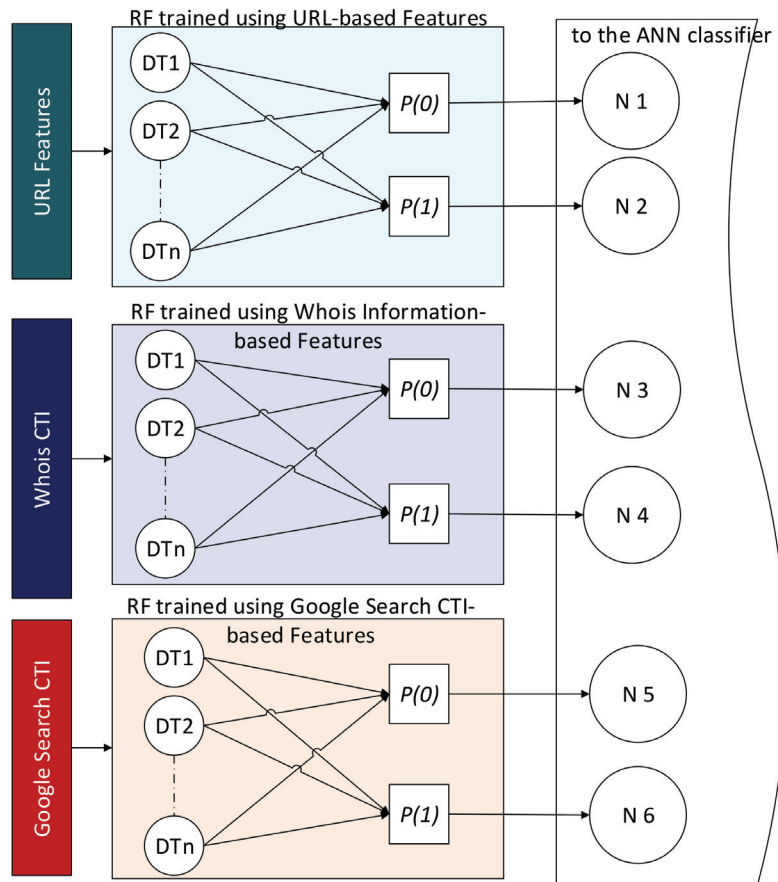 RF trained using URL-based Features
to the ANN classifier
URL Features
DT1
DT2
DTn
P(0)
P(1)
N 1
N 2
RF trained using Whois Information-
based Features
Whois CTI
DT1
DT2
DTn
P(0)
P(1)
N 3
N 4
RF trained using Google Search CTI-
based Features
Google Search CTI
DT1
DT2
DTn
P(0)
P(1)
N 5
N 6